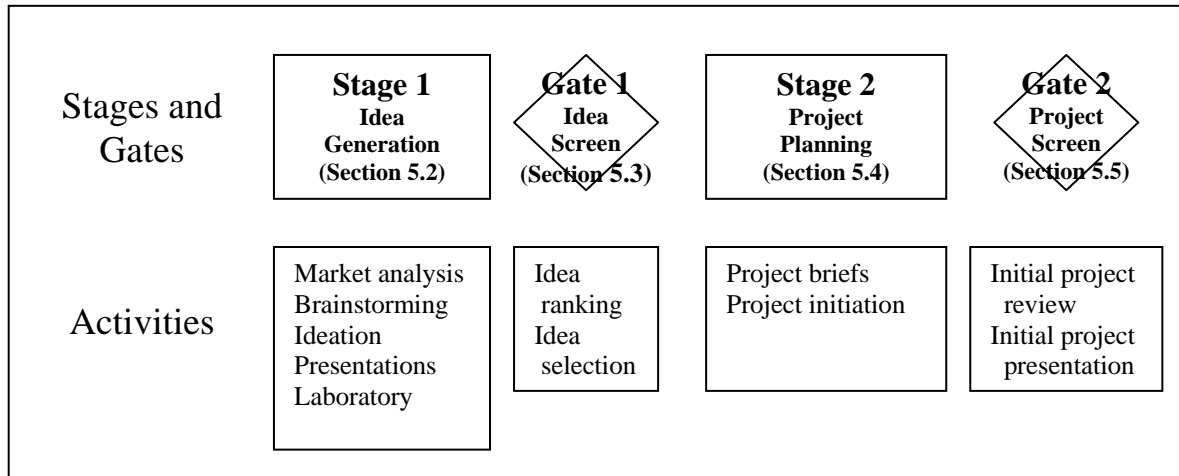 Stages and
Gates
Stage 1
Idea
Generation
(Section 5.2)
Gate 1
Idea
Screen
(Section 5.3)
Stage 2
Project
Planning
(Section 5.4)
Gate 2
Project
Screen
(Section 5.5)
Activities
Market analysis
Brainstorming
Ideation
Presentations
Laboratory
Idea
ranking
Idea
selection
Project briefs
Project initiation
Initial project
review
Initial project
presentation